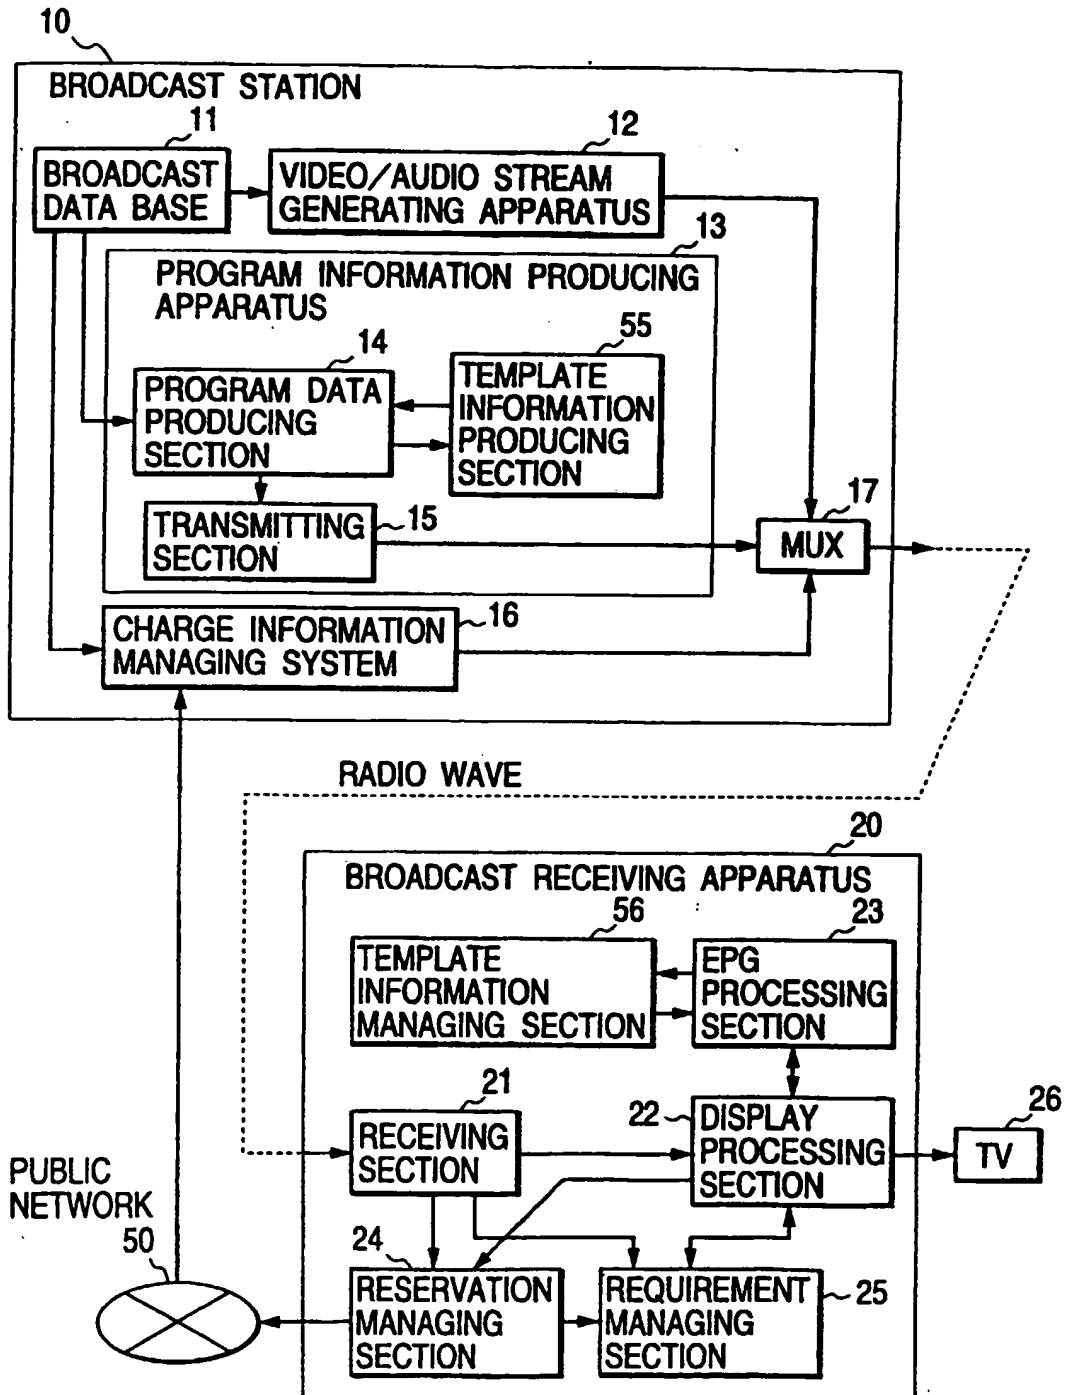 10
BROADCAST STATION
11
12
BROADCAST
DATA BASE
VIDEO/AUDIO STREAM
GENERATING APPARATUS
13
PROGRAM INFORMATION PRODUCING
APPARATUS
14
55
PROGRAM DATA
PRODUCING
SECTION
TEMPLATE
INFORMATION
PRODUCING
SECTION
TRANSMITTING
SECTION
15
17
MUX
CHARGE INFORMATION
MANAGING SYSTEM
16
RADIO WAVE
20
BROADCAST RECEIVING APPARATUS
56
23
TEMPLATE
INFORMATION
MANAGING SECTION
EPG
PROCESSING
SECTION
21
22
26
RECEIVING
SECTION
DISPLAY
PROCESSING
SECTION
TV
PUBLIC
NETWORK
50
24
RESERVATION
MANAGING
SECTION
REQUIREMENT
MANAGING
SECTION
25